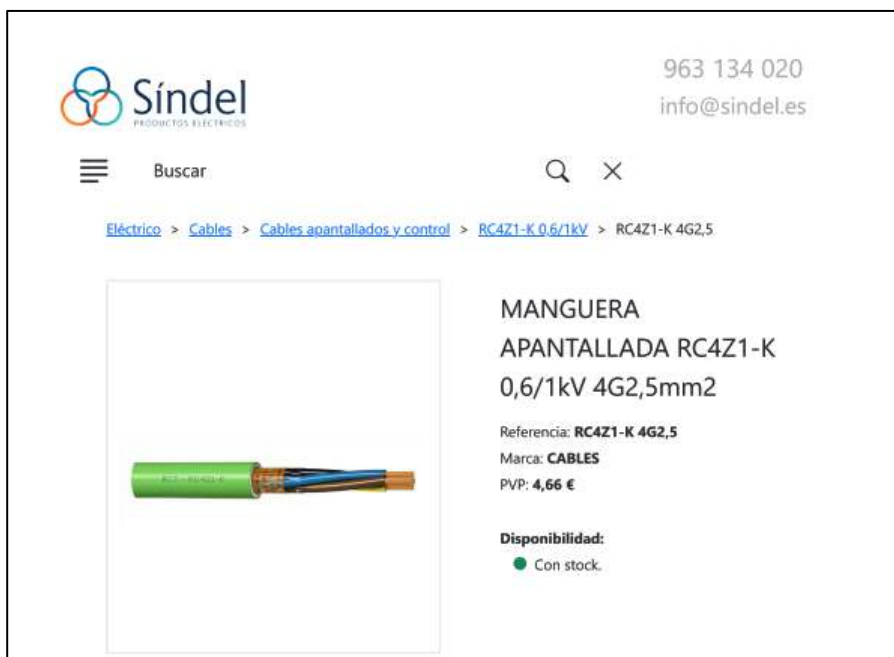 Síndel
PRODUCTOS ELÉCTRICOS
963 134 020
info@sindel.es
Buscar
Eléctrico > Cables > Cables apantallados y control > RC4Z1-K 0,6/1kV > RC4Z1-K 4G2,5
MANGUERA
APANTALLADA RC4Z1-K
0,6/1kV 4G2,5mm2
Referencia: RC4Z1-K 4G2,5
Marca: CABLES
PVP: 4,66 €
Disponibilidad:
Con stock.